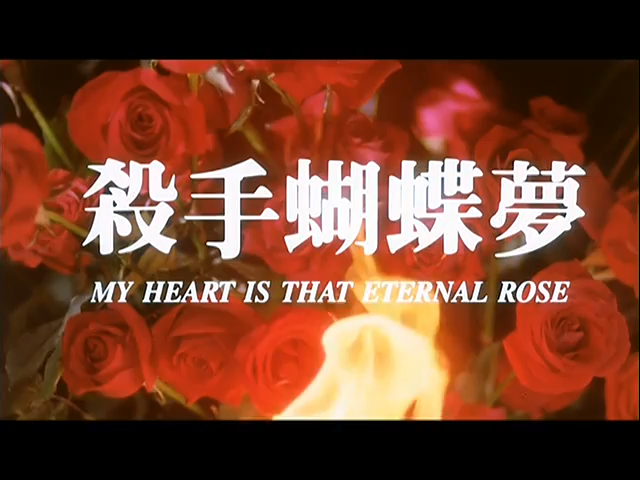 殺手蝴蝶夢
MY HEART IS THAT ETERNAL ROSE